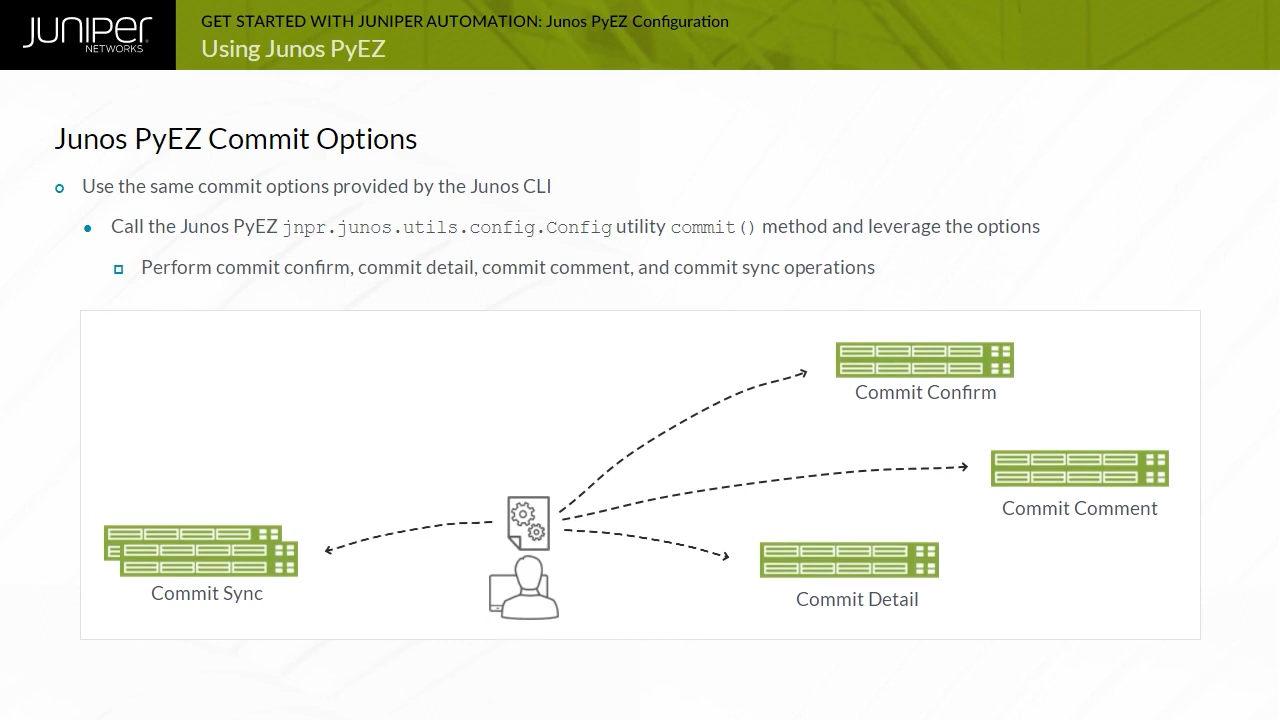 JUNIPER
NETWORKS
GET STARTED WITH JUNIPER AUTOMATION: Junos PyEZ Configuration
Using Junos PyEZ
Junos PyEZ Commit Options
Use the same commit options provided by the Junos CLI
Call the Junos PyEZ jnpr.junos.utils.config.Config utility commit() method and leverage the options
Perform commit confirm, commit detail, commit comment, and commit sync operations
Commit Confirm
Commit Comment
Commit Sync
Commit Detail